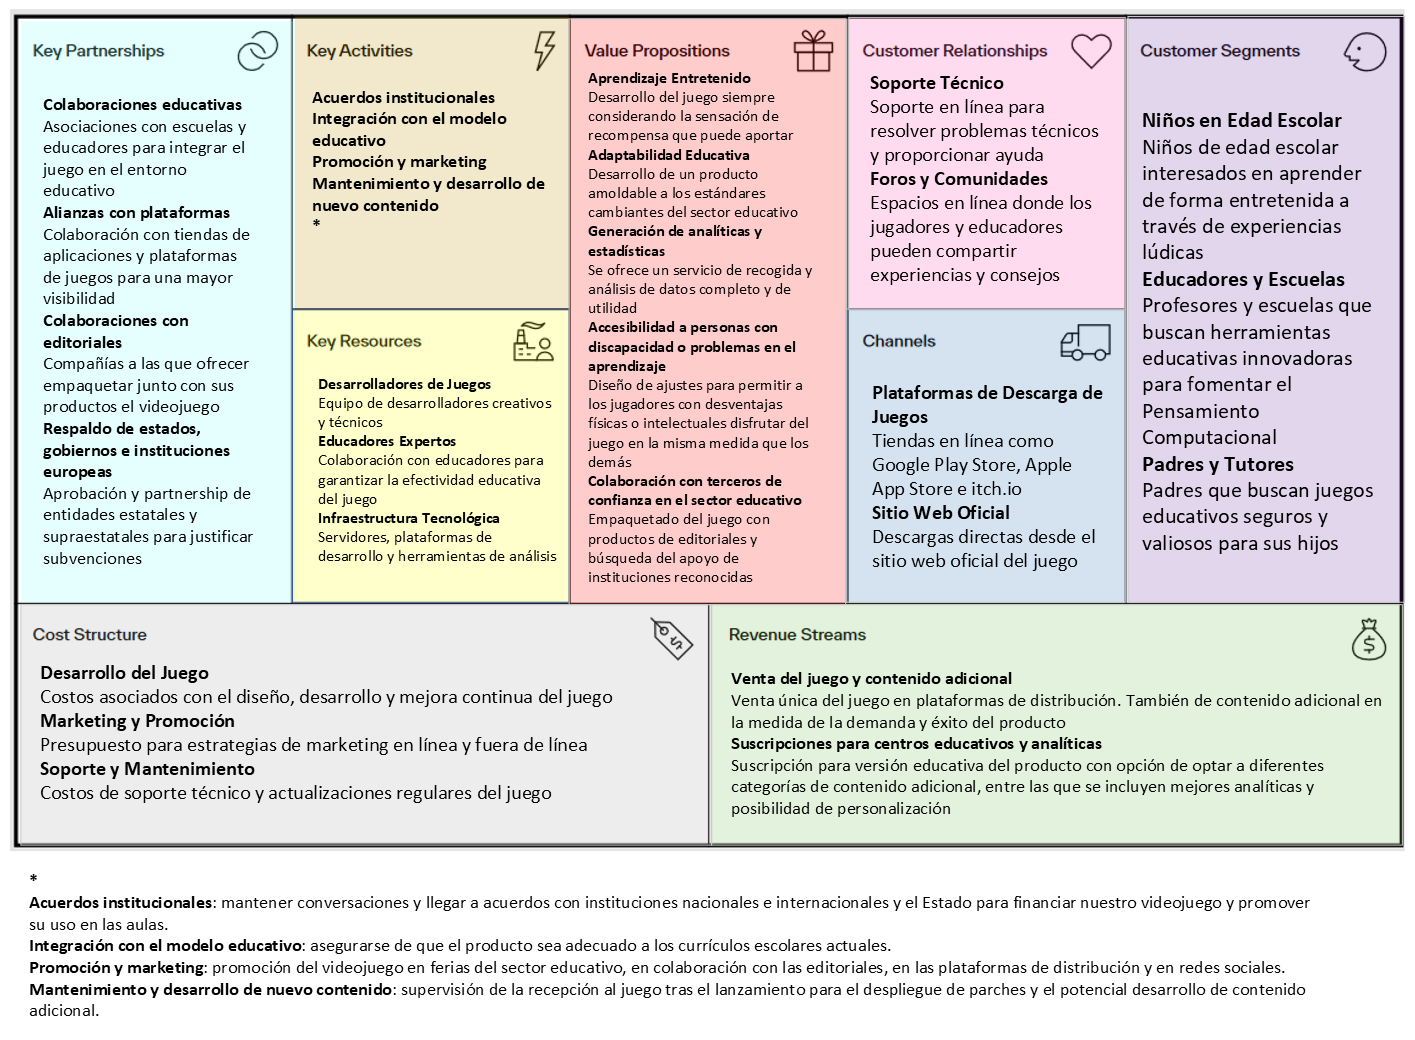 Key Partnerships
Colaboraciones educativas
Asociaciones con escuelas y
educadores para integrar el
juego en el entorno
educativo
Alianzas con plataformas
Colaboración con tiendas de
aplicaciones y plataformas
de juegos para una mayor
visibilidad
Colaboraciones con
editoriales
Compañías a las que ofrecer
empaquetar junto con sus
productos el videojuego
Respaldo de estados,
gobiernos e instituciones
europeas
Aprobación y partnership de
entidades estatales y
supraestatales para justificar
subvenciones
Key Activities
Acuerdos institucionales
Integración con el modelo
educativo
Promoción y marketing
Mantenimiento y desarrollo de
nuevo contenido
*
Key Resources
Desarrolladores de Juegos
Equipo de desarrolladores creativos
y técnicos
Educadores Expertos
Colaboración con educadores para
garantizar la efectividad educativa
del juego
Infraestructura Tecnológica
Servidores, plataformas de
desarrollo y herramientas de análisis
Value Propositions
Aprendizaje Entretenido
Desarrollo del juego siempre
considerando la sensación de
recompensa que puede aportar
Adaptabilidad Educativa
Desarrollo de un producto
amoldable a los estándares
cambiantes del sector educativo
Generación de analíticas y
estadísticas
Se ofrece un servicio de recogida y
análisis de datos completo y de
utilidad
Accesibilidad a personas con
discapacidad o problemas en el
aprendizaje
Diseño de ajustes para permitir a
los jugadores con desventajas
físicas o intelectuales disfrutar del
juego en la misma medida que los
demás
Colaboración con terceros de
confianza en el sector educativo
Empaquetado del juego con
productos de editoriales y
búsqueda del apoyo de
instituciones reconocidas
Customer Relationships
Soporte Técnico
Soporte en línea para
resolver problemas técnicos
y proporcionar ayuda
Foros y Comunidades
Espacios en línea donde los
jugadores y educadores
pueden compartir
experiencias y consejos
Channels
Plataformas de Descarga de
Juegos
Tiendas en línea como
Google Play Store, Apple
App Store e itch.io
Sitio Web Oficial
Descargas directas desde el
sitio web oficial del juego
Customer Segments
Niños en Edad Escolar
Niños de edad escolar
interesados en aprender
de forma entretenida a
través de experiencias
lúdicas
Educadores y Escuelas
Profesores y escuelas que
buscan herramientas
educativas innovadoras
para fomentar el
Pensamiento
Computacional
Padres y Tutores
Padres que buscan juegos
educativos seguros y
valiosos para sus hijos
Cost Structure
Desarrollo del Juego
Costos asociados con el diseño, desarrollo y mejora continua del juego
Marketing y Promoción
Presupuesto para estrategias de marketing en línea y fuera de línea
Soporte y Mantenimiento
Costos de soporte técnico y actualizaciones regulares del juego
Revenue Streams
Venta del juego y contenido adicional
Venta única del juego en plataformas de distribución. También de contenido adicional en
la medida de la demanda y éxito del producto
Suscripciones para centros educativos y analíticas
Suscripción para versión educativa del producto con opción de optar a diferentes
categorías de contenido adicional, entre las que se incluyen mejores analíticas y
posibilidad de personalización
*
Acuerdos institucionales: mantener conversaciones y llegar a acuerdos con instituciones nacionales e internacionales y el Estado para financiar nuestro videojuego y promover
su uso en las aulas.
Integración con el modelo educativo: asegurarse de que el producto sea adecuado a los currículos escolares actuales.
Promoción y marketing: promoción del videojuego en ferias del sector educativo, en colaboración con las editoriales, en las plataformas de distribución y en redes sociales.
Mantenimiento y desarrollo de nuevo contenido: supervisión de la recepción al juego tras el lanzamiento para el despliegue de parches y el potencial desarrollo de contenido
adicional.